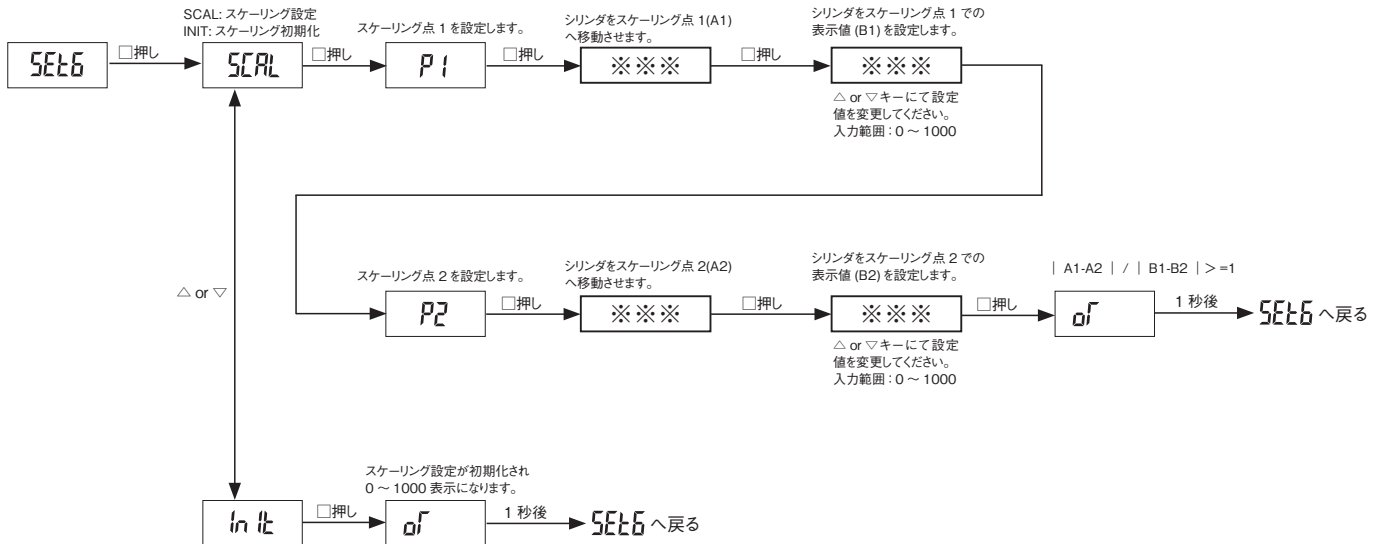 SCAL: スケーリング設定
INIT: スケーリング初期化
スケーリング点 1 を設定します。
シリンダをスケーリング点 1(A1)
へ移動させます。
シリンダをスケーリング点 1 での
表示値 (B1) を設定します。
SEt6
□押し
SCAL
□押し
P1
□押し
※※※
□押し
※※※
△ or ▽キーにて設定
値を変更してください。
入力範囲：0 ～ 1000
△ or ▽
スケーリング点 2 を設定します。
シリンダをスケーリング点 2(A2)
へ移動させます。
シリンダをスケーリング点 2 での
表示値 (B2) を設定します。
| A1-A2 | / | B1-B2 | > =1
P2
□押し
※※※
□押し
※※※
□押し
1 秒後
SEt6 へ戻る
△ or ▽キーにて設定
値を変更してください。
入力範囲：0 ～ 1000
スケーリング設定が初期化され
0 ～ 1000 表示になります。
InIt
□押し
1 秒後
SEt6 へ戻る